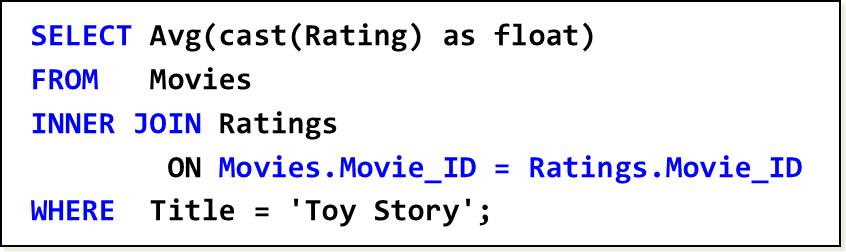 SELECT Avg(cast(Rating) as float)
FROM   Movies
INNER JOIN Ratings
        ON Movies.Movie_ID = Ratings.Movie_ID
WHERE  Title = 'Toy Story';